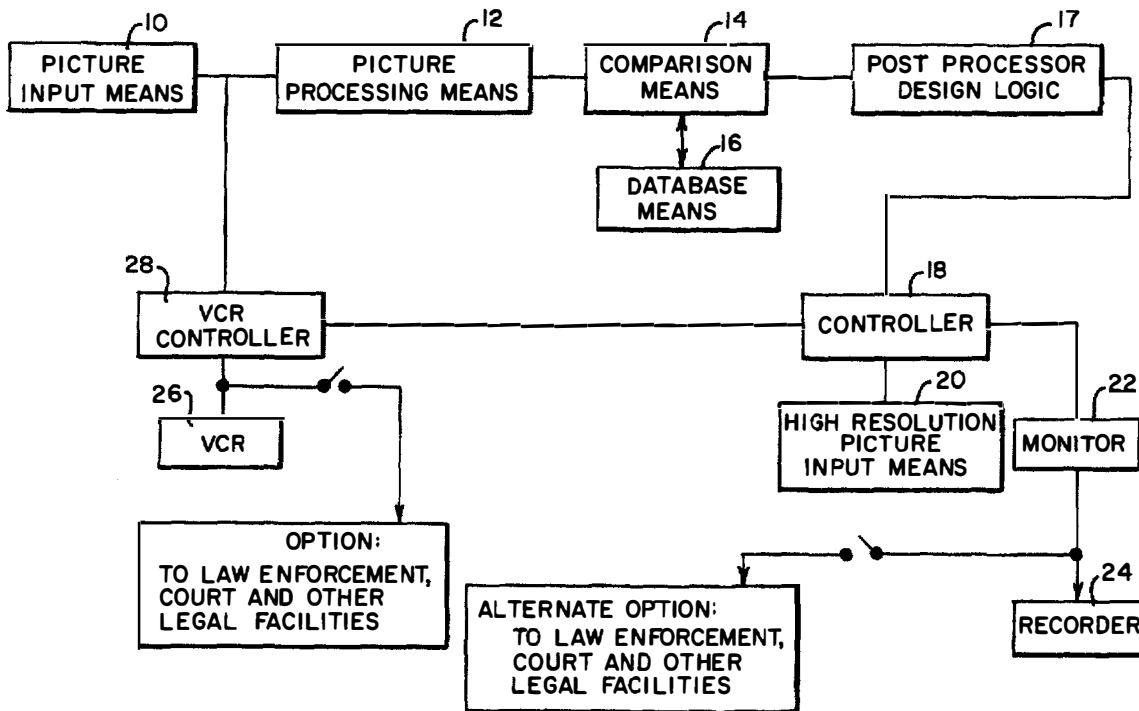 10
PICTURE
INPUT MEANS
12
PICTURE
PROCESSING MEANS
14
COMPARISON
MEANS
17
POST PROCESSOR
DESIGN LOGIC
16
DATABASE
MEANS
28
VCR
CONTROLLER
18
CONTROLLER
26
VCR
20
HIGH RESOLUTION
PICTURE
INPUT MEANS
22
MONITOR
OPTION:
TO LAW ENFORCEMENT,
COURT AND OTHER
LEGAL FACILITIES
ALTERNATE OPTION:
TO LAW ENFORCEMENT,
COURT AND OTHER
LEGAL FACILITIES
24
RECORDER